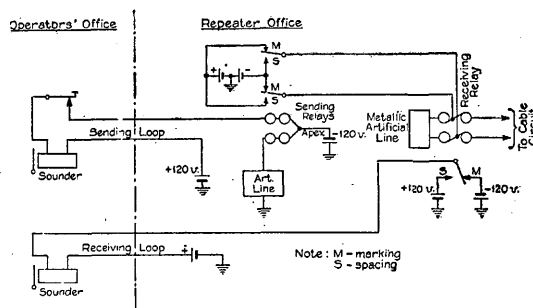 Operators' Office
Repeater Office
M
S
M
S
Sending
Relays
Apex
-120 v.
Receiving
Relay
Metallic
Artificial
Line
To Cable
Circuit
Sending Loop
+120 v.
Sounder
Art.
Line
S
M
+120 v.
-120 v.
Receiving Loop
Sounder
Note : M - marking
S - spacing